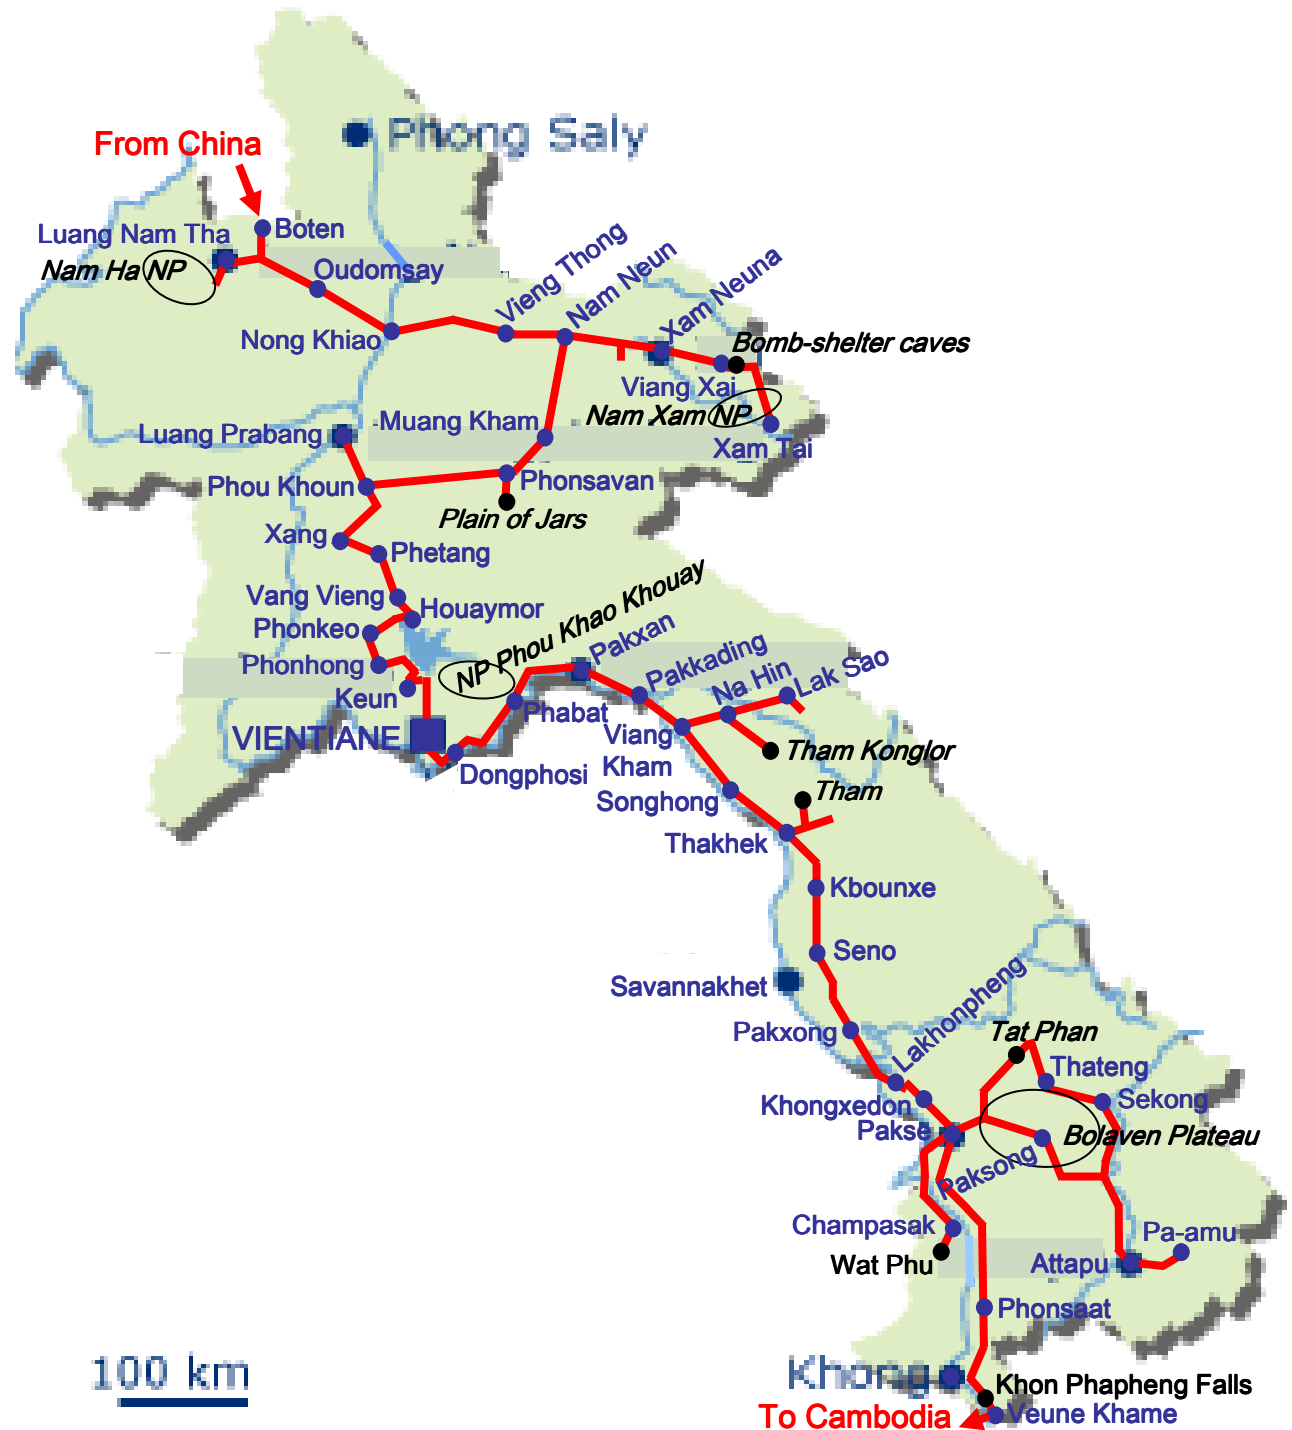 Phong Saly
From China
Luang Nam Tha
Boten
Nam Ha NP
Oudomsay
Vieng Thong
Nam Neun
Xam Neuna
Nong Khiao
Bomb-shelter caves
Viang Xai
Nam Xam NP
Muang Kham
Luang Prabang
Xam Tai
Phou Khoun
Phonsavan
Plain of Jars
Xang
Phetang
Vang Vieng
Houaymor
NP Phou Khao Khouay
Phonkeo
Phonhong
Pakxan
Pakkading
Na Hin
Lak Sao
Keun
Phabat
VIENTIANE
Viang
Kham
Tham Konglor
Dongphosi
Songhong
Tham
Thakhek
Kbounxe
Seno
Savannakhet
Lakhonpheng
Pakxong
Tat Phan
Thateng
Khongxedon
Sekong
Pakse
Bolaven Plateau
Paksong
Champasak
Pa-amu
Wat Phu
Attapu
Phonsaat
100 km
Khong
Khon Phapheng Falls
To Cambodia
Veune Khame